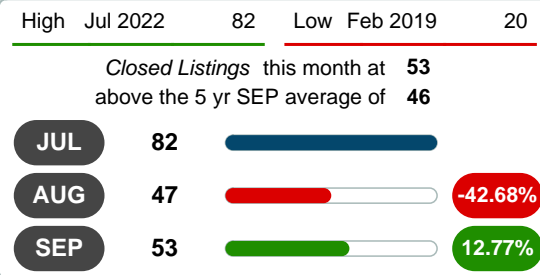 High Jul 2022 82 Low Feb 2019 20
Closed Listings this month at 53
above the 5 yr SEP average of 46
JUL 82
AUG 47 -42.68%
SEP 53 12.77%